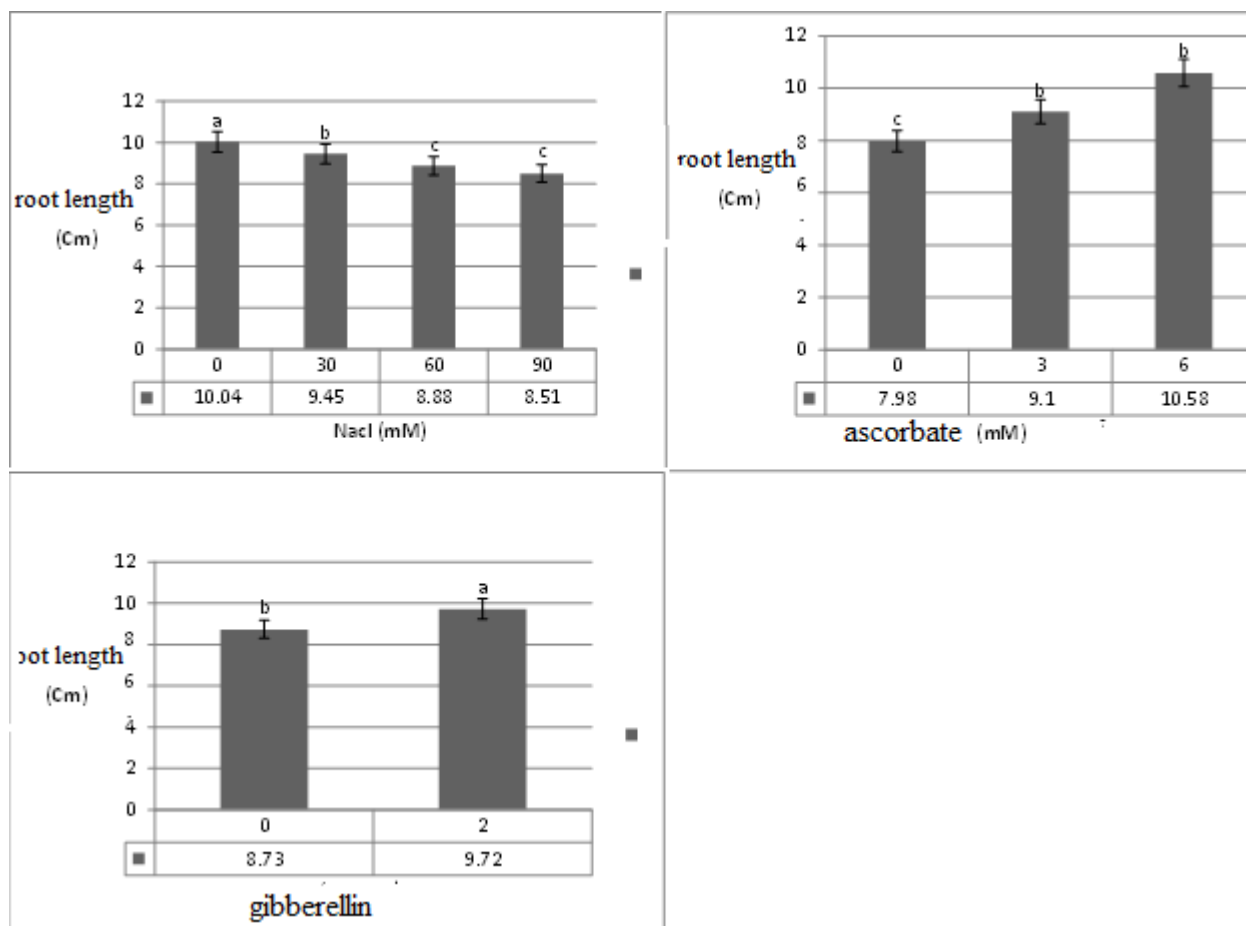 12
10
8
6
4
2
0
root length
(Cm)
a
b
c
c
0 30 60 90
10.04 9.45 8.88 8.51
Nacl (mM)
12
10
8
6
4
2
0
root length
(Cm)
c
b
b
0 3 6
7.98 9.1 10.58
ascorbate (mM)
12
10
8
6
4
2
0
oot length
(Cm)
b
a
0 2
8.73 9.72
gibberellin